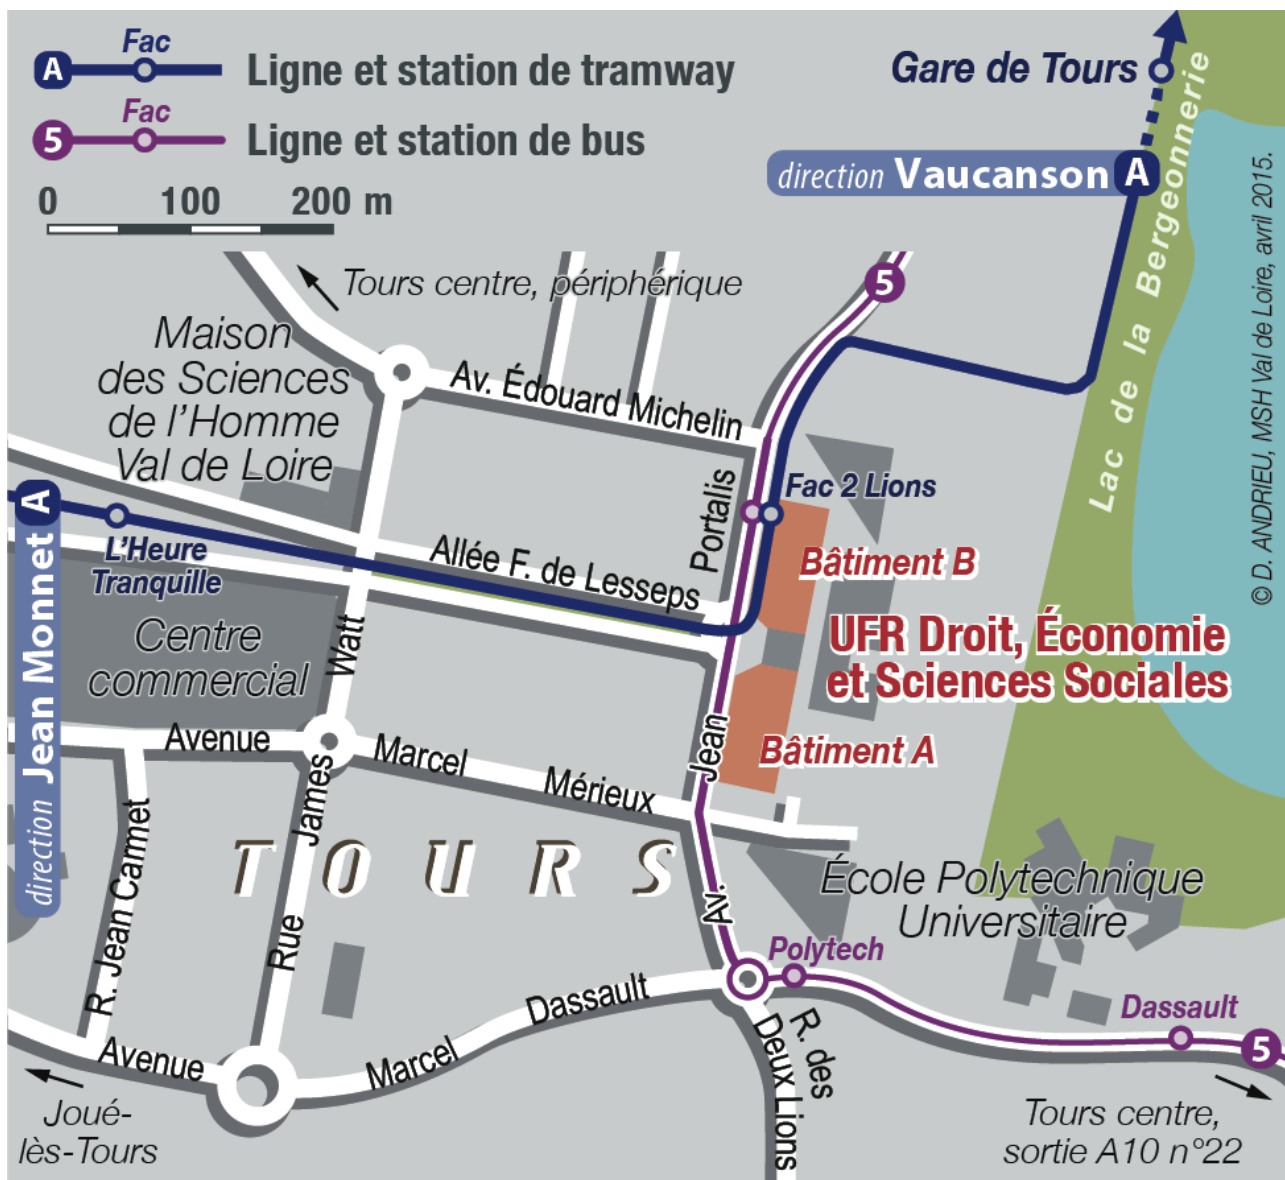 A
Fac
Ligne et station de tramway
5
Fac
Ligne et station de bus
0 100 200 m
Gare de Tours
direction Vaucanson A
Lac de la Bergeonnerie
© D. ANDRIEU, MSH Val de Loire, avril 2015.
Tours centre, périphérique
5
Maison
des Sciences
de l'Homme
Val de Loire
Av. Édouard Michelin
Fac 2 Lions
A
direction Jean Monnet
L'Heure
Tranquille
Allée F. de Lesseps
Av. Jean Portalis
Bâtiment B
UFR Droit, Économie
et Sciences Sociales
Bâtiment A
Centre
commercial
Rue James Watt
Avenue Marcel Mérieux
R. Jean Carmet
TOURS
École Polytechnique
Universitaire
Polytech
Dassault
5
Avenue Marcel Dassault
R. des
Deux Lions
Joué-
lès-Tours
Tours centre,
sortie A10 n°22